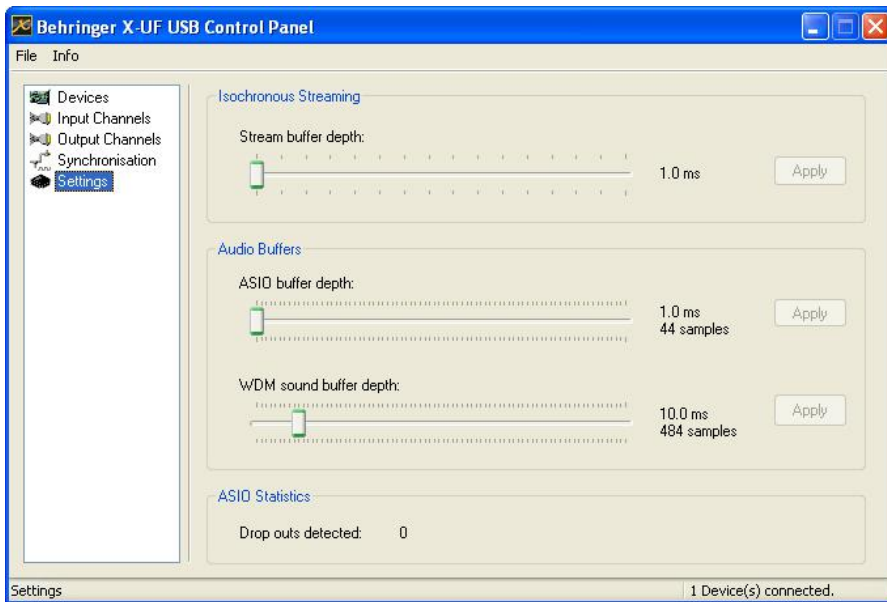 Behringer X-UF USB Control Panel
File Info
Devices
Input Channels
Output Channels
Synchronisation
Settings
Isochronous Streaming
Stream buffer depth:
1.0 ms
Apply
Audio Buffers
ASIO buffer depth:
1.0 ms
44 samples
Apply
WDM sound buffer depth:
10.0 ms
484 samples
Apply
ASIO Statistics
Drop outs detected: 0
Settings
1 Device(s) connected.